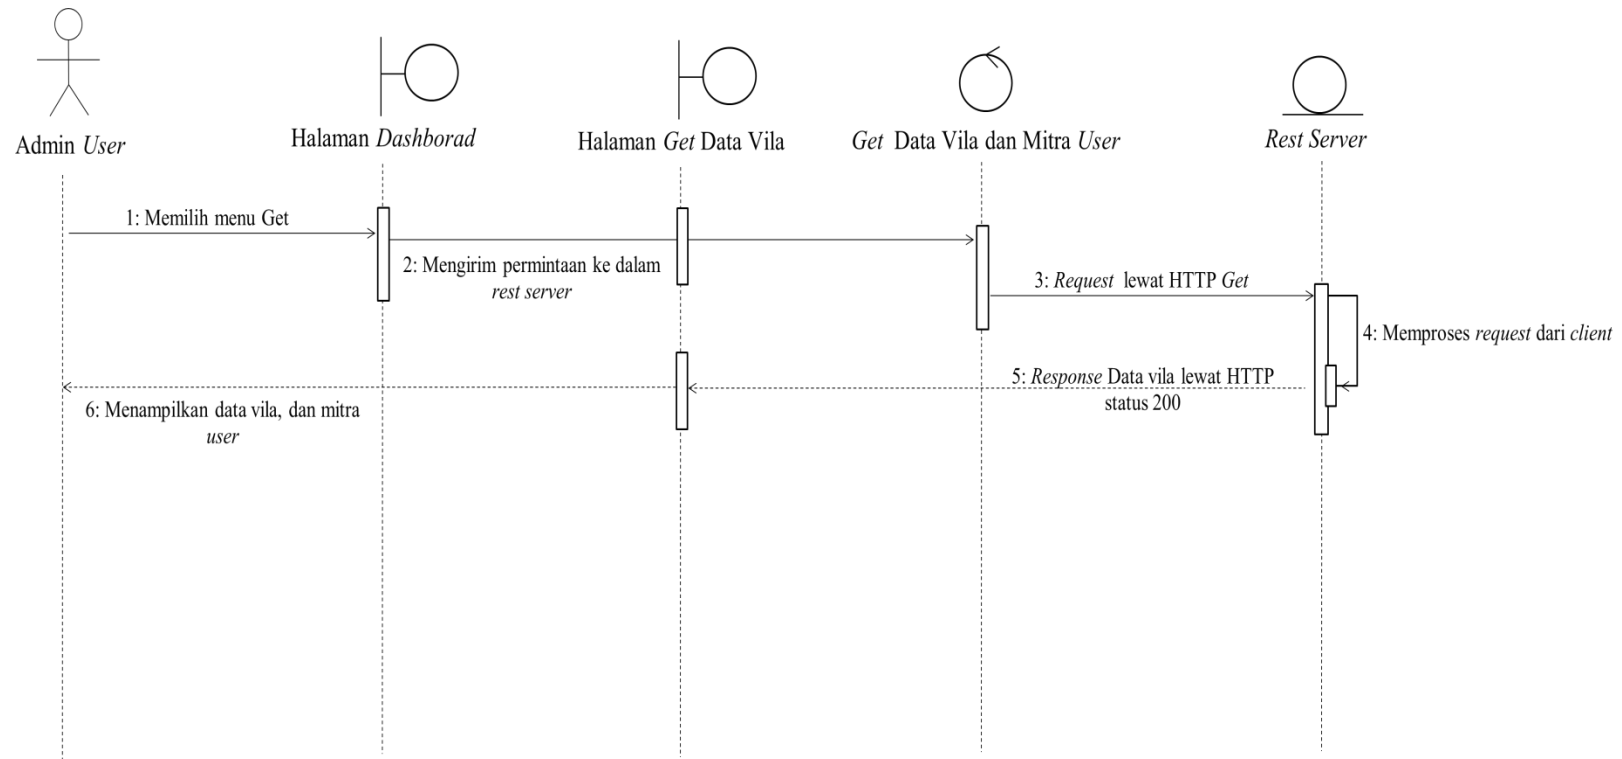 Admin User
Halaman Dashborad
Halaman Get Data Vila
Get Data Vila dan Mitra User
Rest Server
1: Memilih menu Get
2: Mengirim permintaan ke dalam
rest server
3: Request lewat HTTP Get
4: Memproses request dari client
5: Response Data vila lewat HTTP
status 200
6: Menampilkan data vila, dan mitra
user